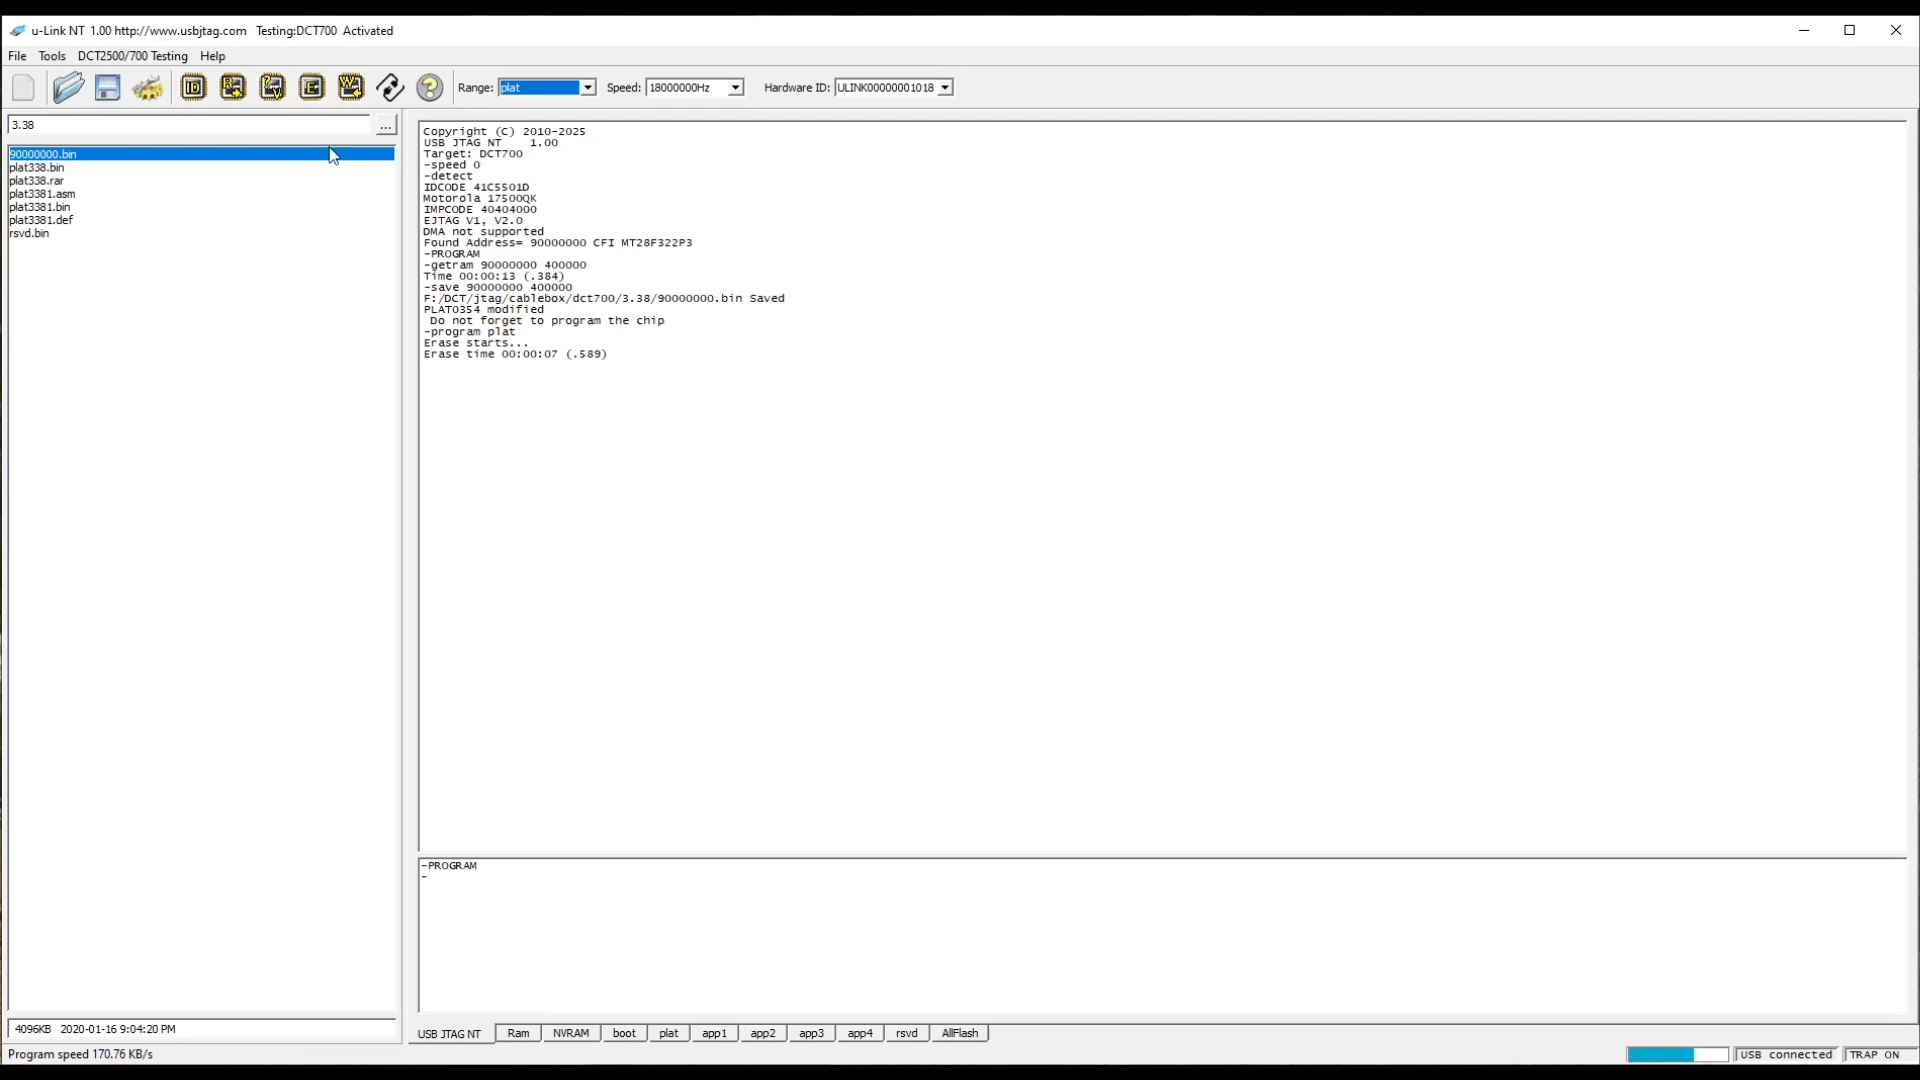 u-Link NT 1.00 http://www.usbjtag.com Testing:DCT700 Activated
File Tools DCT2500/700 Testing Help
ID R ? V E W ? Range: plat Speed: 18000000Hz Hardware ID: ULINK00000001018
3.38 ...
90000000.bin
plat338.bin
plat338.rar
plat3381.asm
plat3381.bin
plat3381.def
rsvd.bin
Copyright (C) 2010-2025
USB JTAG NT 1.00
Target: DCT700
-speed 0
-detect
IDCODE 41C5501D
Motorola 17500QK
IMPCODE 40404000
EJTAG V1, V2.0
DMA not supported
Found Address= 90000000 CFI MT28F322P3
-PROGRAM
-getram 90000000 400000
Time 00:00:13 (.384)
-save 90000000 400000
F:/DCT/jtag/cablebox/dct700/3.38/90000000.bin Saved
PLAT0354 modified
Do not forget to program the chip
-program plat
Erase starts...
Erase time 00:00:07 (.589)
-PROGRAM
-
4096KB 2020-01-16 9:04:20 PM
USB JTAG NT Ram NVRAM boot plat app1 app2 app3 app4 rsvd AllFlash
Program speed 170.76 KB/s USB connected TRAP ON